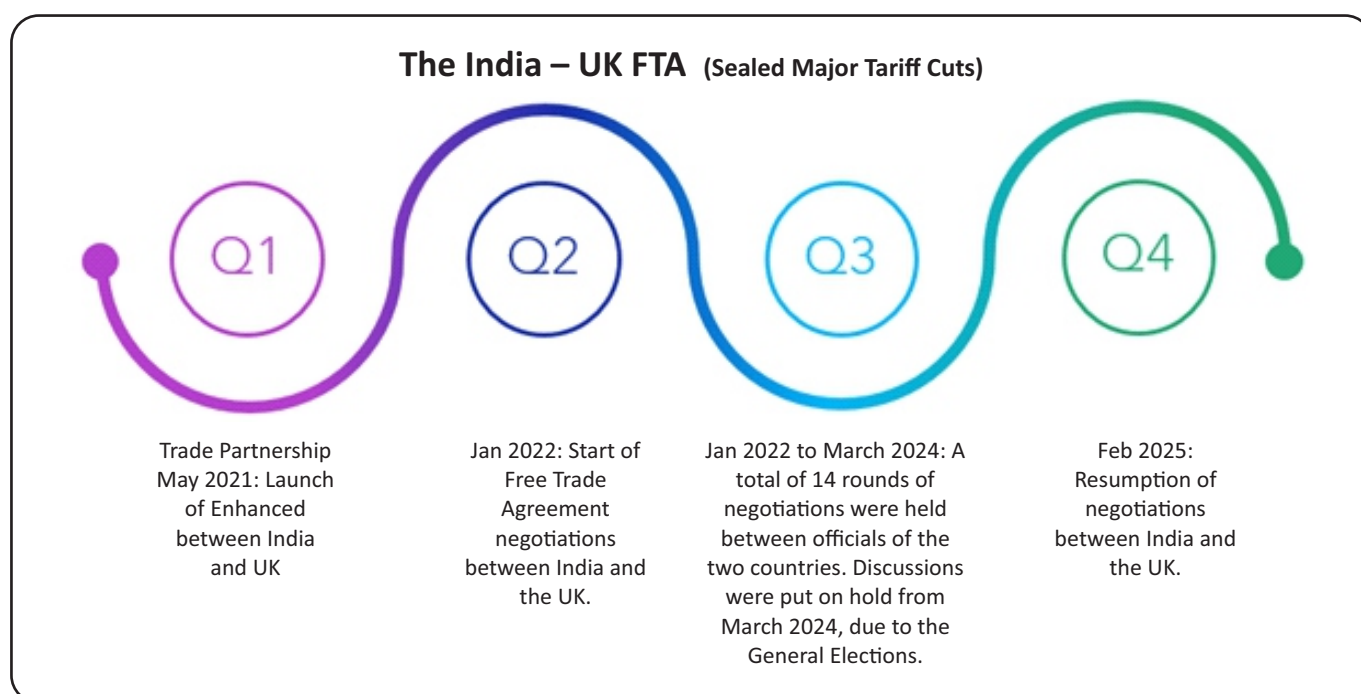 The India – UK FTA (Sealed Major Tariff Cuts)
Q1
Q2
Q3
Q4
Trade Partnership
May 2021: Launch
of Enhanced
between India
and UK
Jan 2022: Start of
Free Trade
Agreement
negotiations
between India and
the UK.
Jan 2022 to March 2024: A
total of 14 rounds of
negotiations were held
between officials of the
two countries. Discussions
were put on hold from
March 2024, due to the
General Elections.
Feb 2025:
Resumption of
negotiations
between India and
the UK.